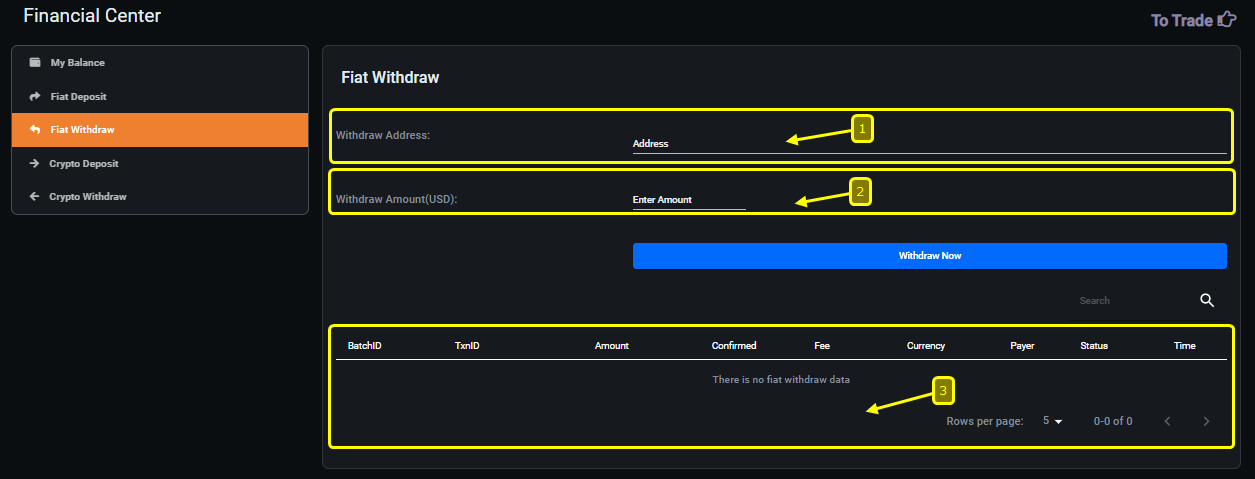 Financial Center
To Trade
My Balance
Fiat Deposit
Fiat Withdraw
Crypto Deposit
Crypto Withdraw
Fiat Withdraw
Withdraw Address:
Address
1
Withdraw Amount(USD):
Enter Amount
2
Withdraw Now
Search
BatchID TxnID Amount Confirmed Fee Currency Payer Status Time
There is no fiat withdraw data
3
Rows per page: 5 0-0 of 0